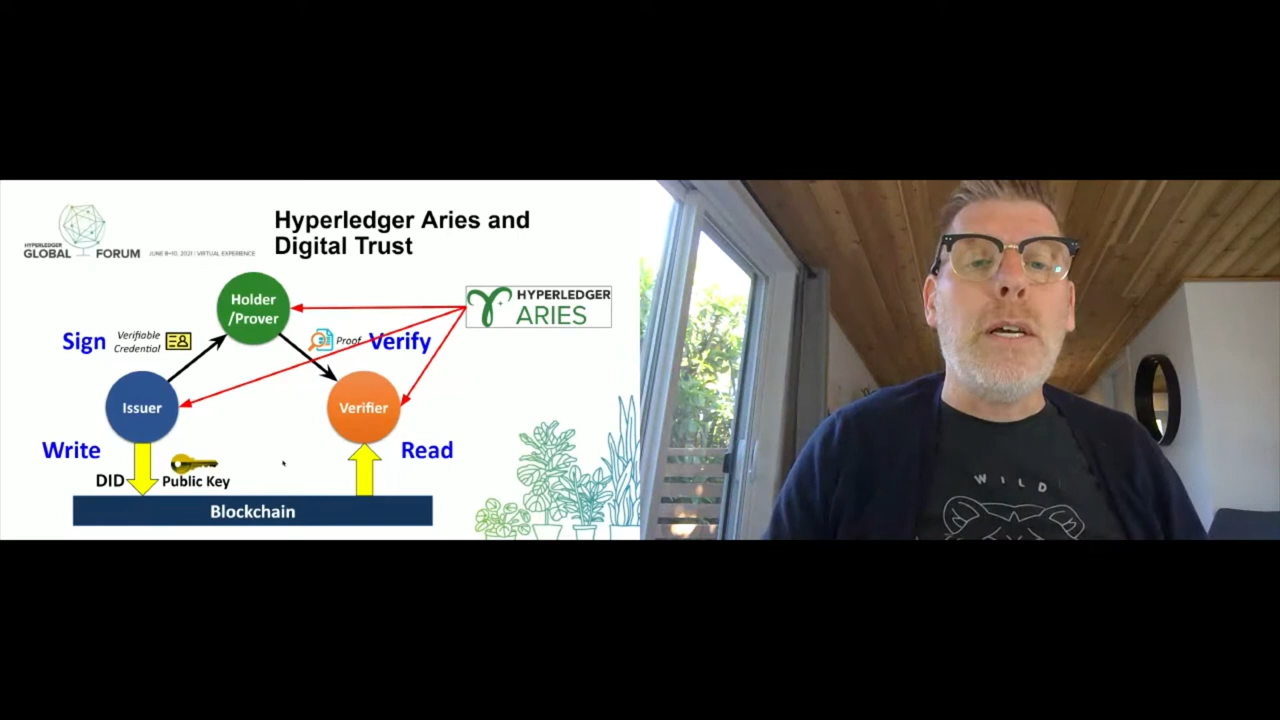 HYPERLEDGER
GLOBAL FORUM
JUNE 8–10, 2021 | VIRTUAL EXPERIENCE
Hyperledger Aries and
Digital Trust
Holder
/Prover
HYPERLEDGER
ARIES
Sign
Verifiable
Credential
Proof
Verify
Issuer
Verifier
Write
Read
DID
Public Key
Blockchain
WILD